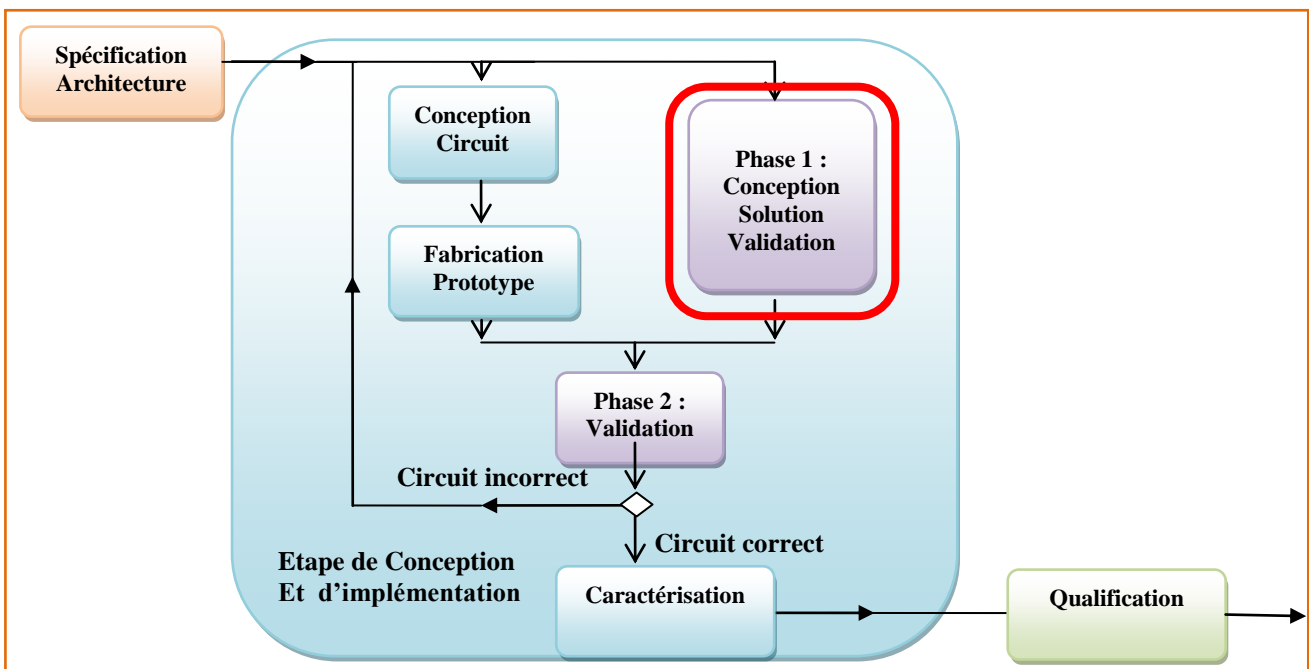 Spécification
Architecture
Conception
Circuit
Phase 1 :
Conception
Solution
Validation
Fabrication
Prototype
Phase 2 :
Validation
Circuit incorrect
Circuit correct
Etape de Conception
Et d'implémentation
Caractérisation
Qualification